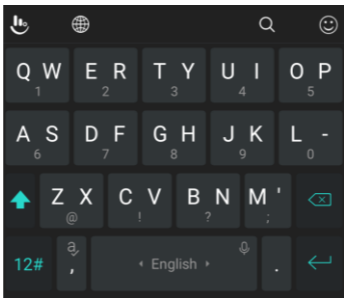 Q W E R T Y U I O P
1 2 3 4 5
A S D F G H J K L -
6 7 8 9 0
Z X C V B N M '
@ ! ? ;
12# , English .